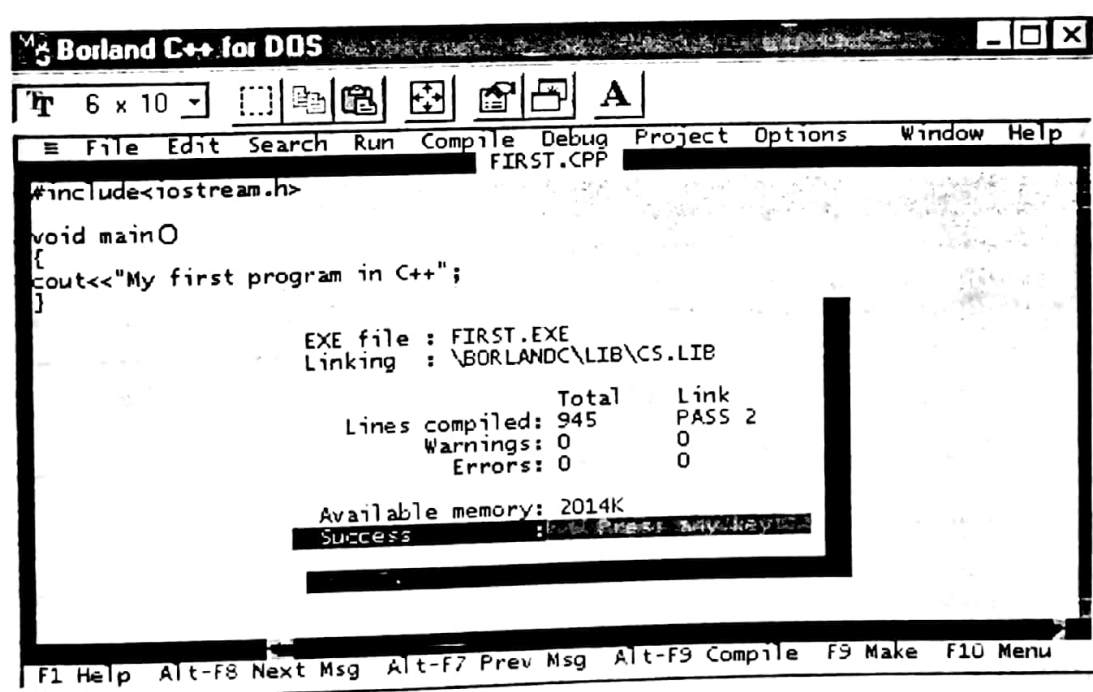 Borland C++ for DOS
Tr 6 x 10 A
≡ File Edit Search Run Compile Debug Project Options Window Help
FIRST.CPP
#include<iostream.h>
void main()
{
cout<<"My first program in C++";
}
EXE file : FIRST.EXE
Linking : \BORLANDC\LIB\CS.LIB
Total Link
Lines compiled: 945 PASS 2
Warnings: 0 0
Errors: 0 0
Available memory: 2014K
Success : Press any key
F1 Help Alt-F8 Next Msg Alt-F7 Prev Msg Alt-F9 Compile F9 Make F10 Menu